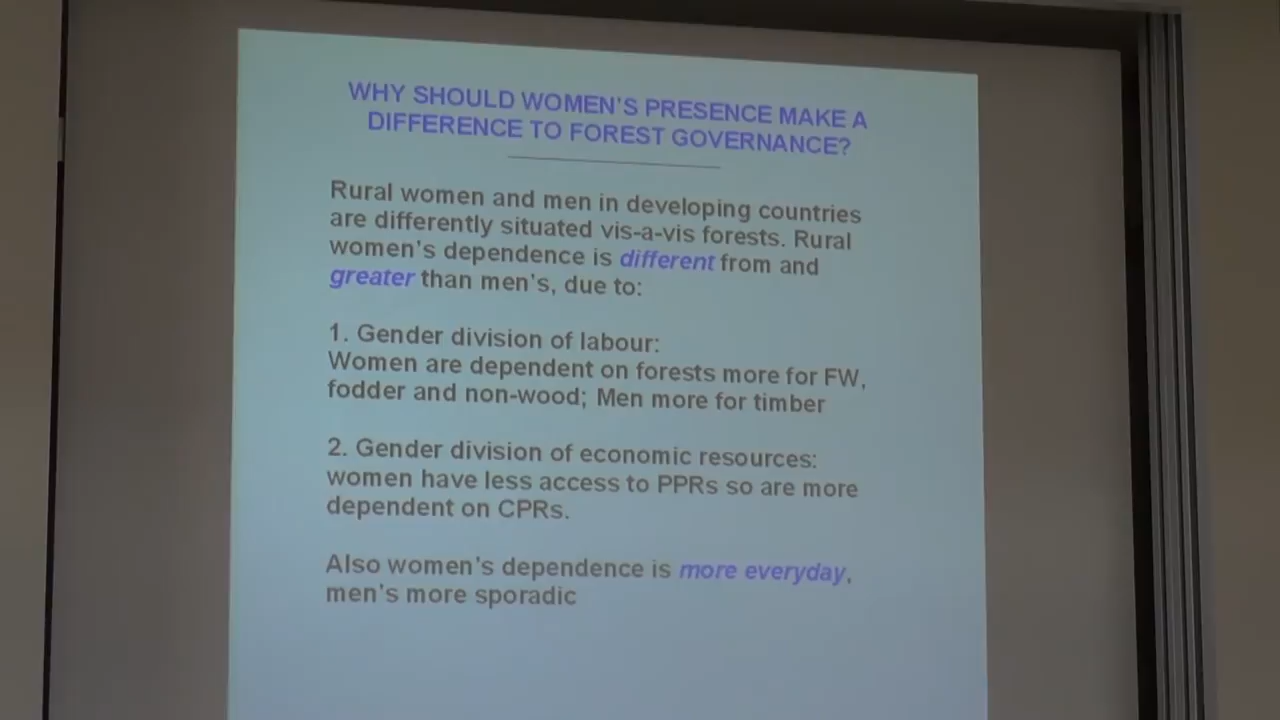 WHY SHOULD WOMEN'S PRESENCE MAKE A
DIFFERENCE TO FOREST GOVERNANCE?
Rural women and men in developing countries
are differently situated vis-a-vis forests. Rural
women's dependence is different from and
greater than men's, due to:
1. Gender division of labour:
Women are dependent on forests more for FW,
fodder and non-wood; Men more for timber
2. Gender division of economic resources:
women have less access to PPRs so are more
dependent on CPRs.
Also women's dependence is more everyday,
men's more sporadic